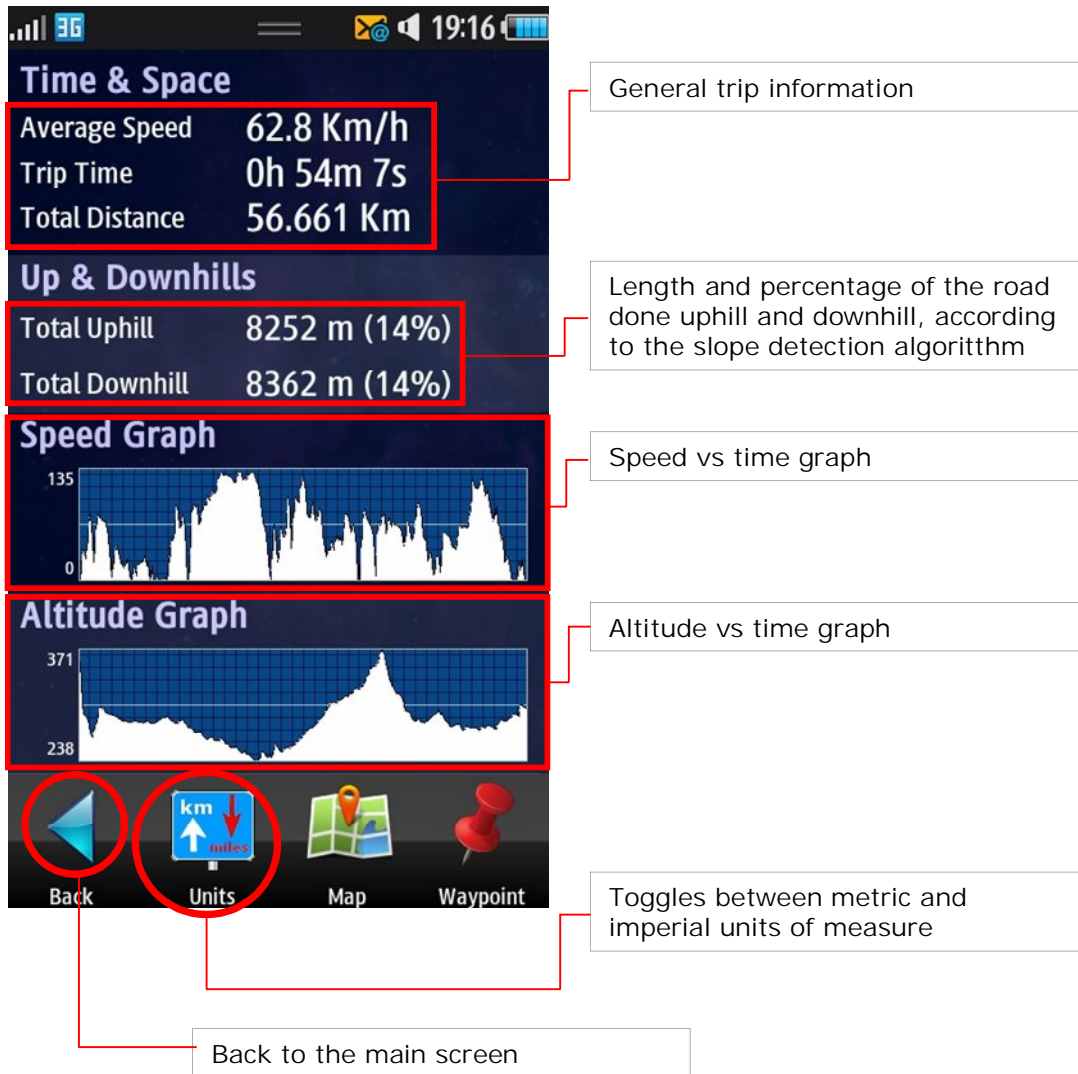 3G 19:16
Time & Space
Average Speed 62.8 Km/h
Trip Time 0h 54m 7s
Total Distance 56.661 Km
General trip information
Up & Downhills
Total Uphill 8252 m (14%)
Total Downhill 8362 m (14%)
Length and percentage of the road
done uphill and downhill, according
to the slope detection algoritthm
Speed Graph
135
0
Speed vs time graph
Altitude Graph
371
238
Altitude vs time graph
km
miles
Back Units Map Waypoint
Toggles between metric and
imperial units of measure
Back to the main screen